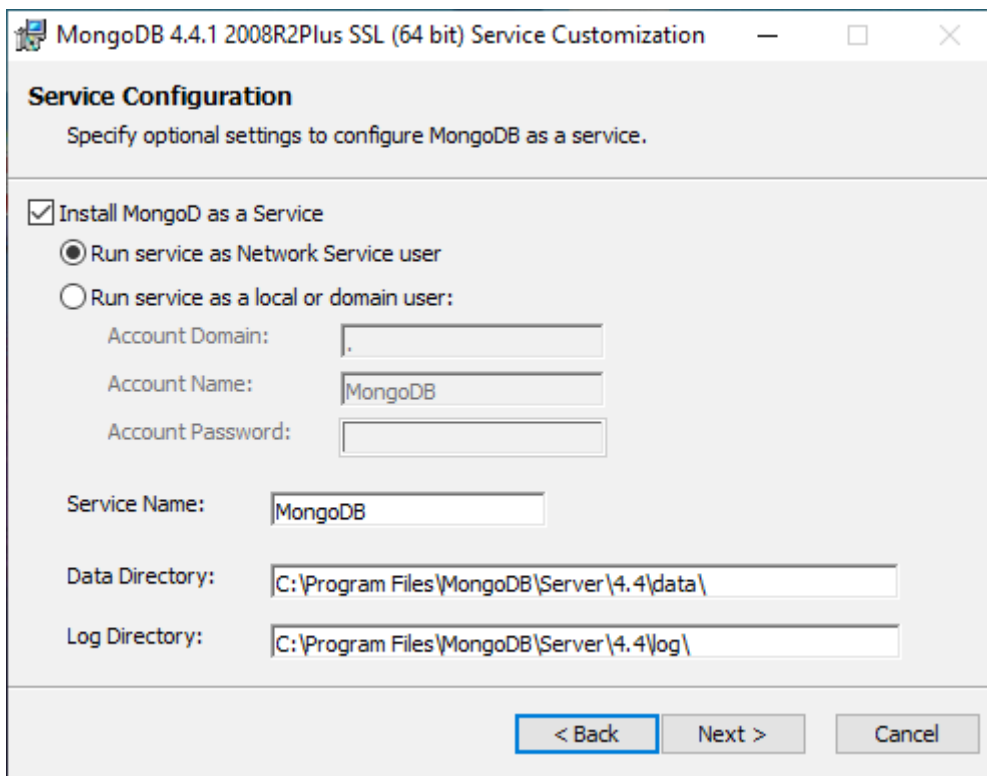 MongoDB 4.4.1 2008R2Plus SSL (64 bit) Service Customization
Service Configuration
Specify optional settings to configure MongoDB as a service.
Install MongoD as a Service
Run service as Network Service user
Run service as a local or domain user:
Account Domain: .
Account Name: MongoDB
Account Password:
Service Name: MongoDB
Data Directory: C:\Program Files\MongoDB\Server\4.4\data\
Log Directory: C:\Program Files\MongoDB\Server\4.4\log\
< Back Next > Cancel